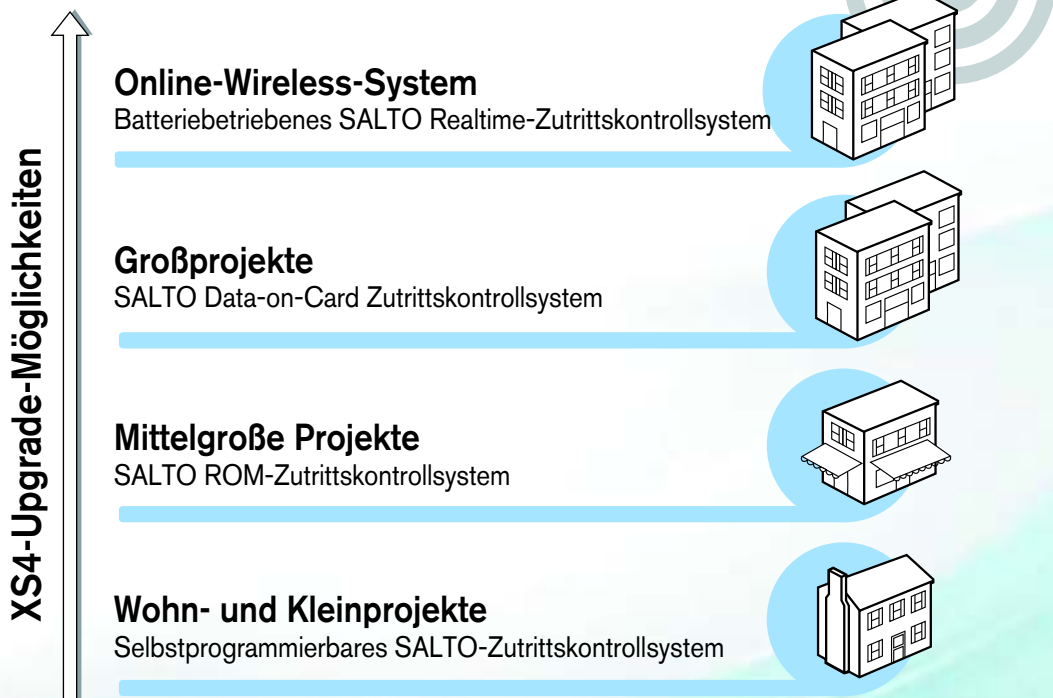 XS4-Upgrade-Möglichkeiten
Online-Wireless-System
Batteriebetriebenes SALTO Realtime-Zutrittskontrollsystem
Großprojekte
SALTO Data-on-Card Zutrittskontrollsystem
Mittelgroße Projekte
SALTO ROM-Zutrittskontrollsystem
Wohn- und Kleinprojekte
Selbstprogrammierbares SALTO-Zutrittskontrollsystem